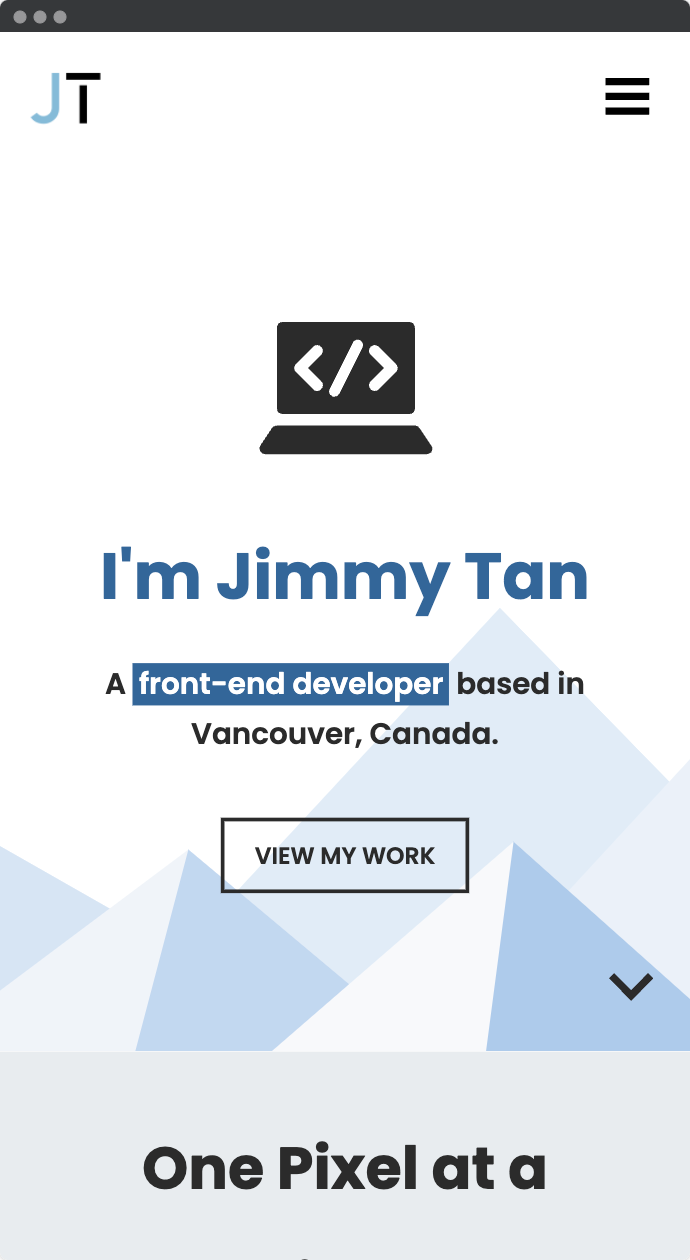 JT
</>
I'm Jimmy Tan
A front-end developer based in
Vancouver, Canada.
VIEW MY WORK
One Pixel at a